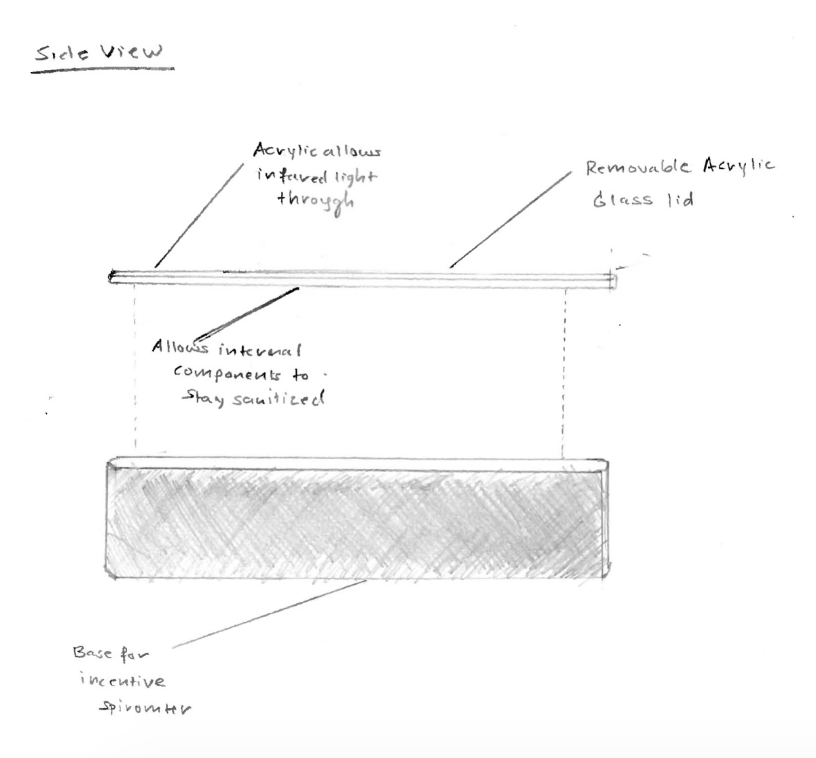 Side View
Acrylic allows
infared light
through
Removable Acrylic
Glass lid
Allows internal
components to
stay sanitized
Base for
incentive
spiromter